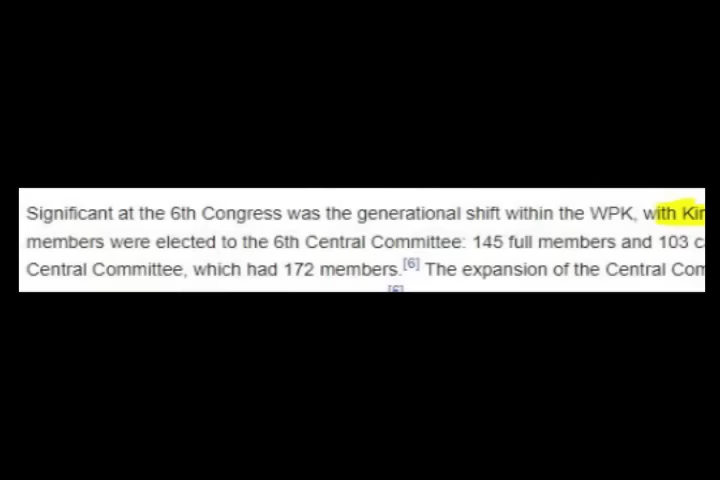 Significant at the 6th Congress was the generational shift within the WPK, with
members were elected to the 6th Central Committee: 145 full members and 103
Central Committee, which had 172 members.[6] The expansion of the Central
[6]